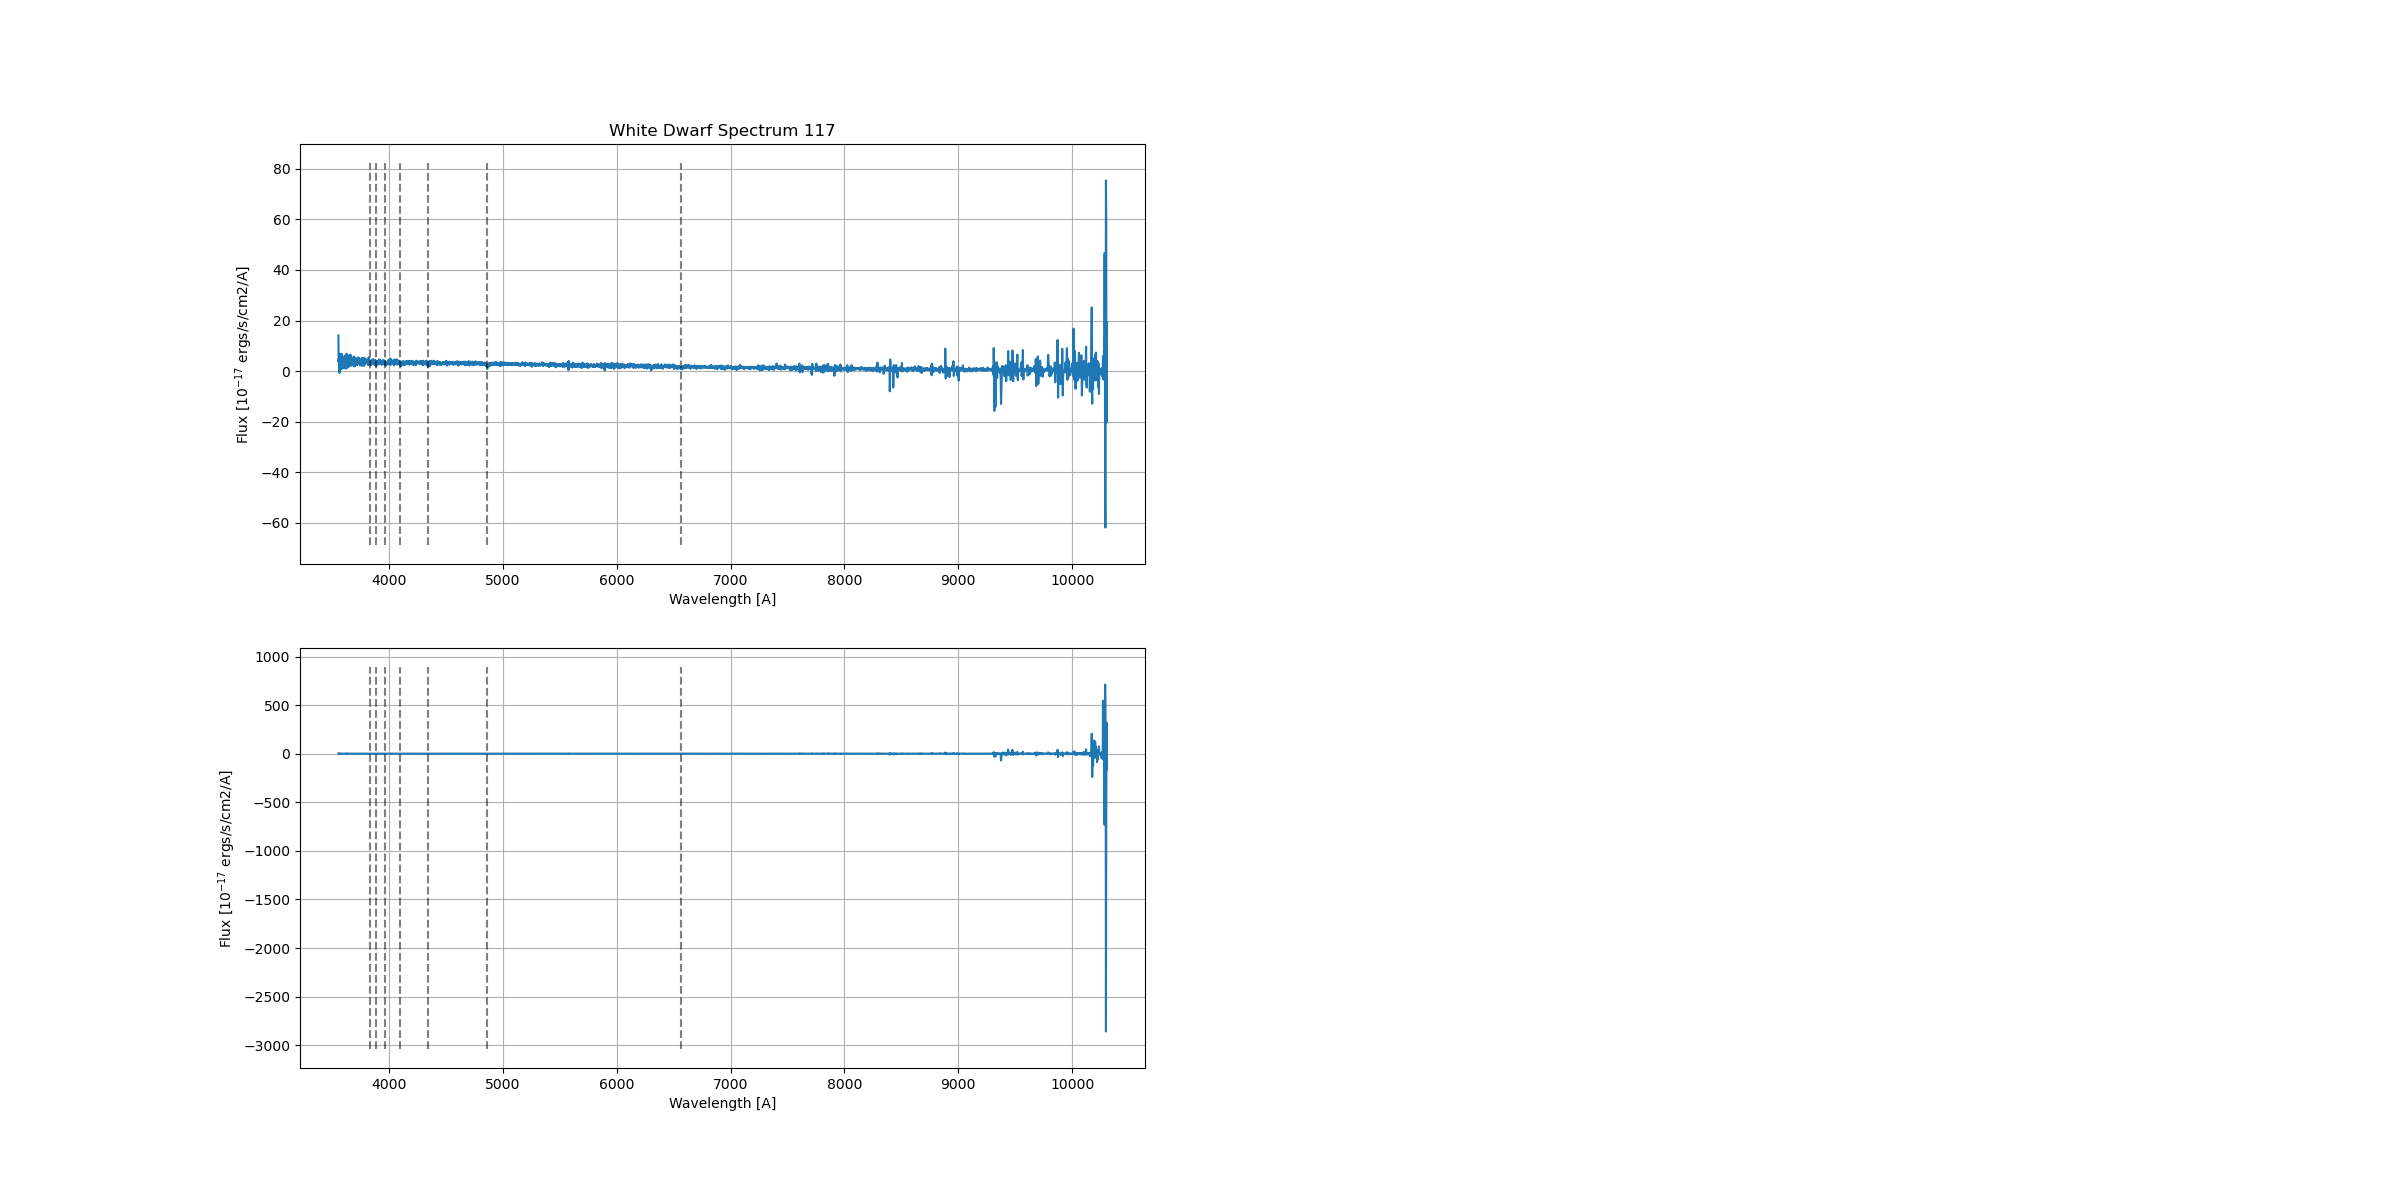 White Dwarf Spectrum 117
80
60
40
20
0
−20
−40
−60
Flux [10⁻¹⁷ ergs/s/cm2/A]
4000 5000 6000 7000 8000 9000 10000
Wavelength [A]
1000
500
0
−500
−1000
−1500
−2000
−2500
−3000
Flux [10⁻¹⁷ ergs/s/cm2/A]
4000 5000 6000 7000 8000 9000 10000
Wavelength [A]